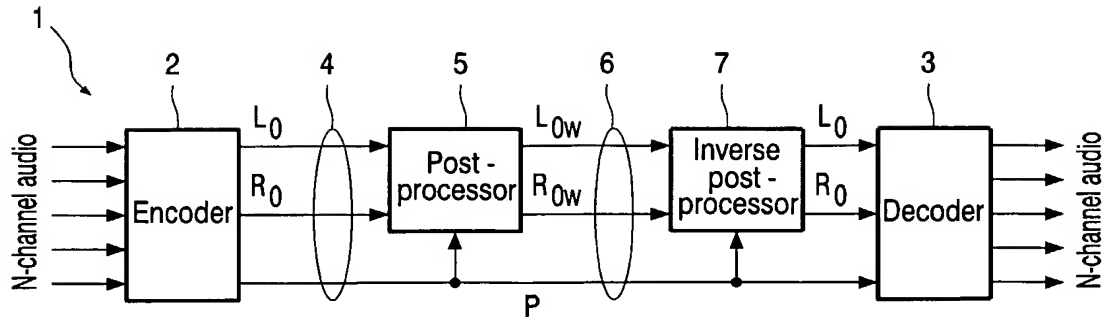 1
2
4
5
6
7
3
N-channel audio
Encoder
L0
R0
Post -
processor
L0W
R0W
Inverse
post -
processor
L0
R0
Decoder
N-channel audio
P